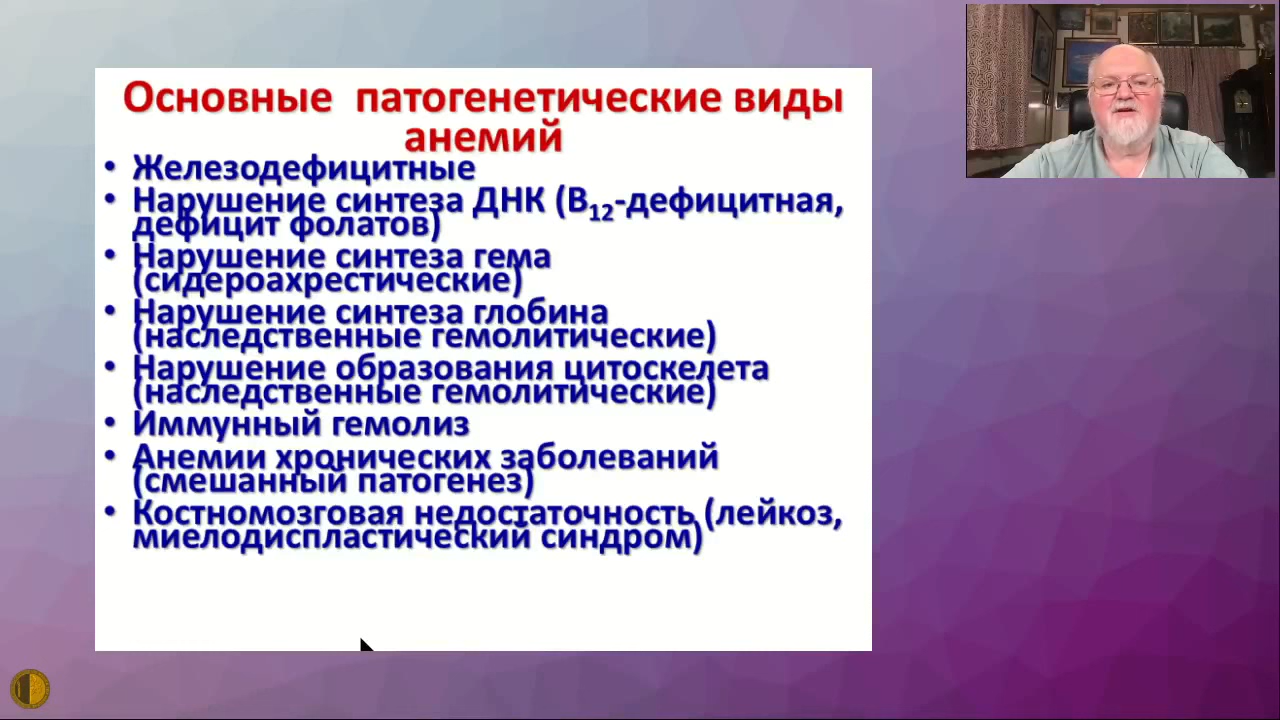 Основные патогенетические виды
анемий
• Железодефицитные
• Нарушение синтеза ДНК (В₁₂-дефицитная,
дефицит фолатов)
• Нарушение синтеза гема
(сидероахрестические)
• Нарушение синтеза глобина
(наследственные гемолитические)
• Нарушение образования цитоскелета
(наследственные гемолитические)
• Иммунный гемолиз
• Анемии хронических заболеваний
(смешанный патогенез)
• Костномозговая недостаточность (лейкоз,
миелодиспластический синдром)